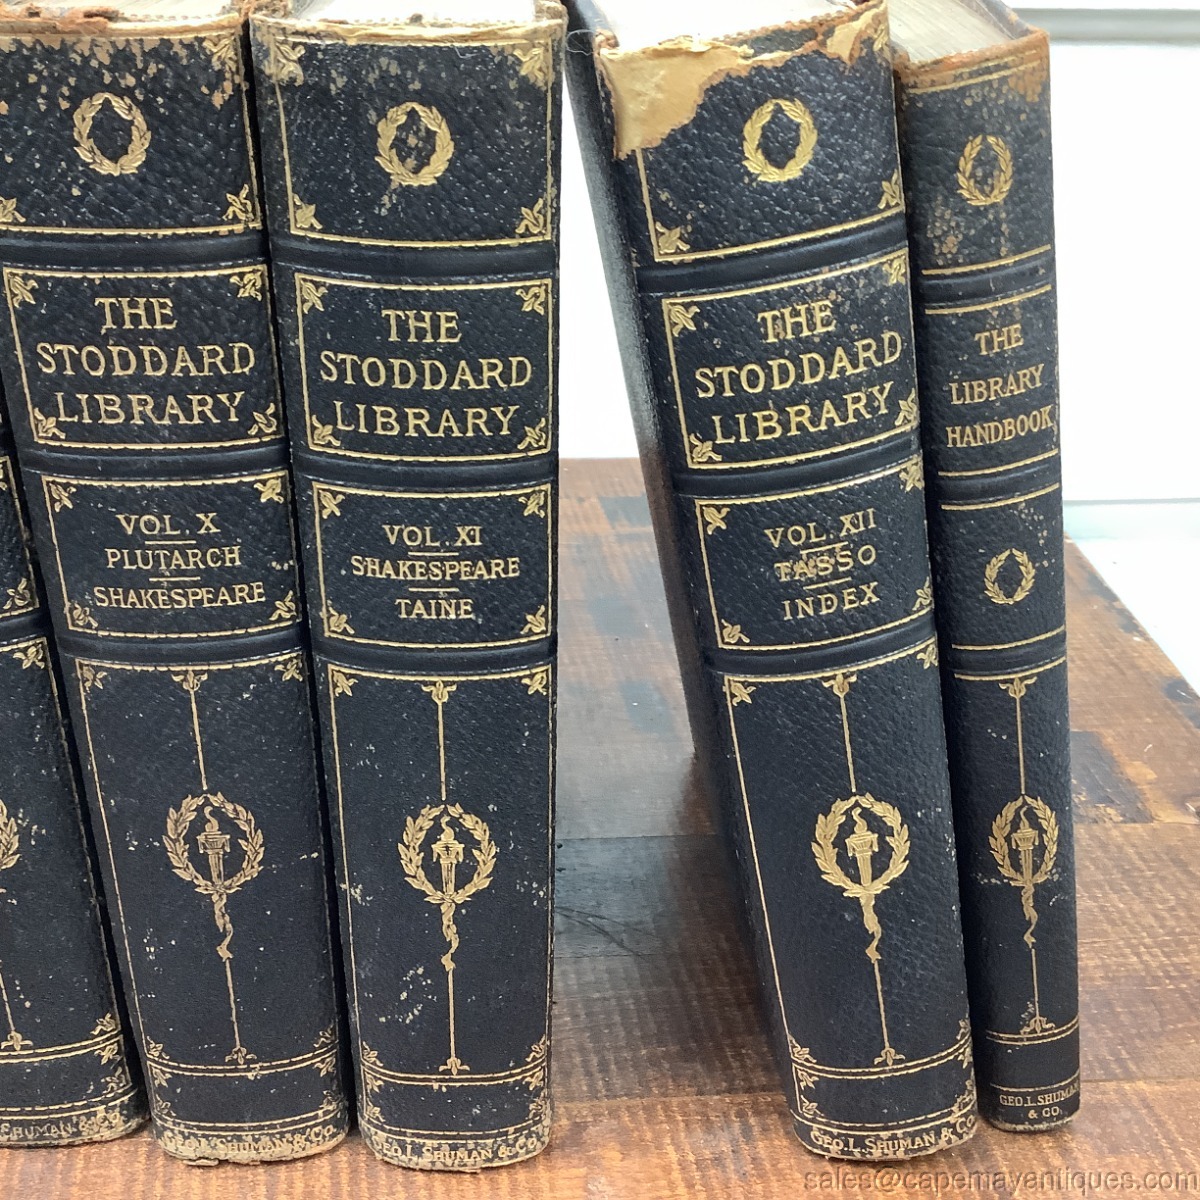 THE
STODDARD
LIBRARY
VOL. X
PLUTARCH
SHAKESPEARE
GEO. L. SHUMAN & CO.
THE
STODDARD
LIBRARY
VOL. XI
SHAKESPEARE
TAINE
GEO. L. SHUMAN & CO.
THE
STODDARD
LIBRARY
VOL. XII
TASSO
INDEX
GEO. L. SHUMAN & CO.
THE
LIBRARY
HANDBOOK
GEO. L. SHUMAN
& CO.
SHUMAN & CO.
sales@capemayantiques.com